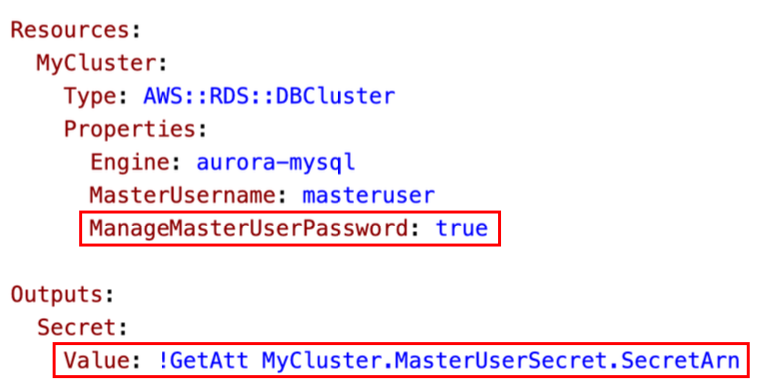 Resources:
  MyCluster:
    Type: AWS::RDS::DBCluster
    Properties:
      Engine: aurora-mysql
      MasterUsername: masteruser
      ManageMasterUserPassword: true
Outputs:
  Secret:
    Value: !GetAtt MyCluster.MasterUserSecret.SecretArn